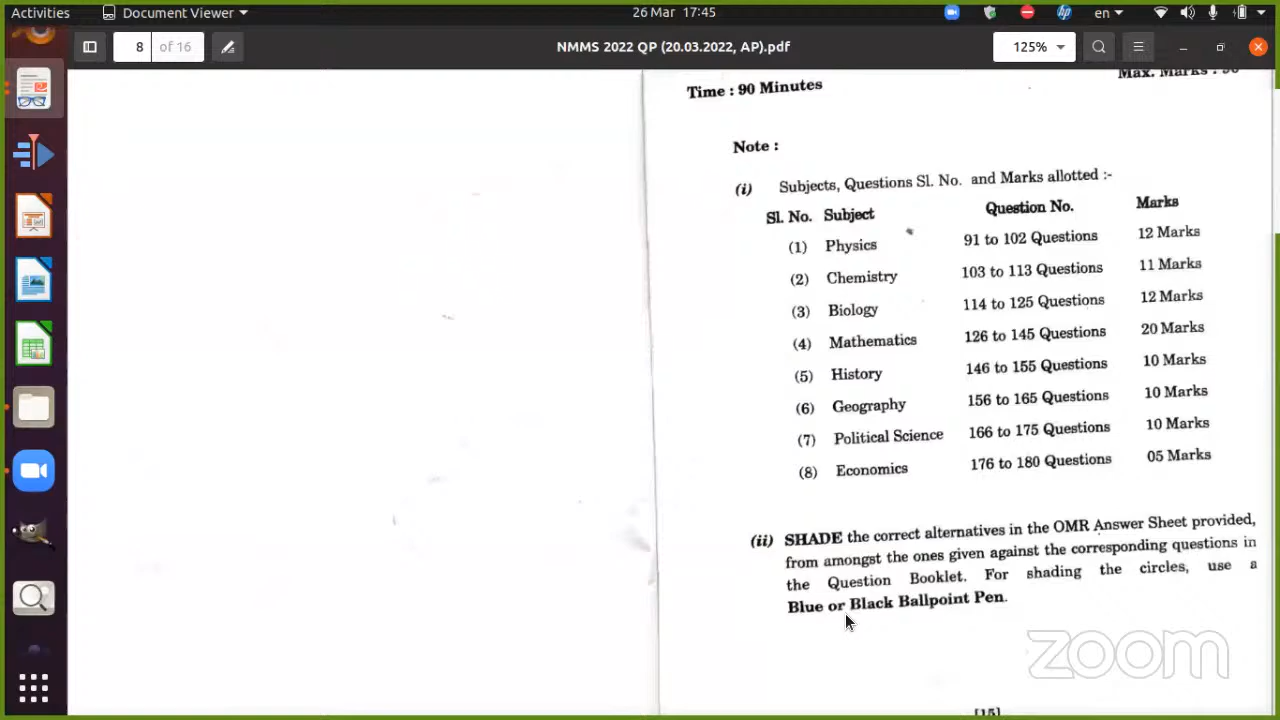 Activities
Document Viewer
26 Mar 17:45
en
8
of 16
NMMS 2022 QP (20.03.2022, AP).pdf
125%
Time : 90 Minutes
Max. Marks : 90
Note :
(i) Subjects, Questions Sl. No. and Marks allotted :-
Sl. No. Subject Question No. Marks
(1) Physics 91 to 102 Questions 12 Marks
(2) Chemistry 103 to 113 Questions 11 Marks
(3) Biology 114 to 125 Questions 12 Marks
(4) Mathematics 126 to 145 Questions 20 Marks
(5) History 146 to 155 Questions 10 Marks
(6) Geography 156 to 165 Questions 10 Marks
(7) Political Science 166 to 175 Questions 10 Marks
(8) Economics 176 to 180 Questions 05 Marks
(ii) SHADE the correct alternatives in the OMR Answer Sheet provided,
from amongst the ones given against the corresponding questions in
the Question Booklet. For shading the circles, use a
Blue or Black Ballpoint Pen.
zoom
[15]